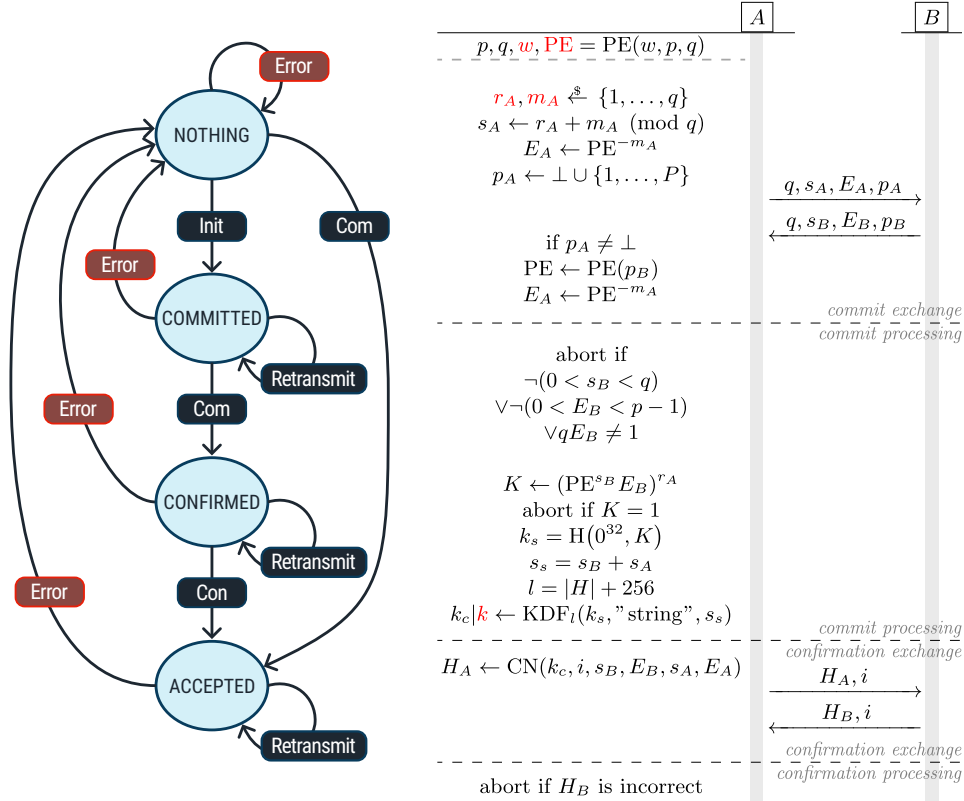 Error
NOTHING
Init
Com
Error
COMMITTED
Retransmit
Error
Com
CONFIRMED
Retransmit
Error
Con
ACCEPTED
Retransmit
A B
p, q, w, PE = PE(w, p, q)
r_A, m_A ←$ {1, …, q}
s_A ← r_A + m_A (mod q)
E_A ← PE^{−m_A}
p_A ← ⊥ ∪ {1, …, P}
q, s_A, E_A, p_A
q, s_B, E_B, p_B
if p_A ≠ ⊥
PE ← PE(p_B)
E_A ← PE^{−m_A}
commit exchange
commit processing
abort if
¬(0 < s_B < q)
∨¬(0 < E_B < p − 1)
∨qE_B ≠ 1
K ← (PE^{s_B} E_B)^{r_A}
abort if K = 1
k_s = H(0^{32}, K)
s_s = s_B + s_A
l = |H| + 256
k_c|k ← KDF_l(k_s, "string", s_s)
commit processing
confirmation exchange
H_A ← CN(k_c, i, s_B, E_B, s_A, E_A)
H_A, i
H_B, i
confirmation exchange
confirmation processing
abort if H_B is incorrect